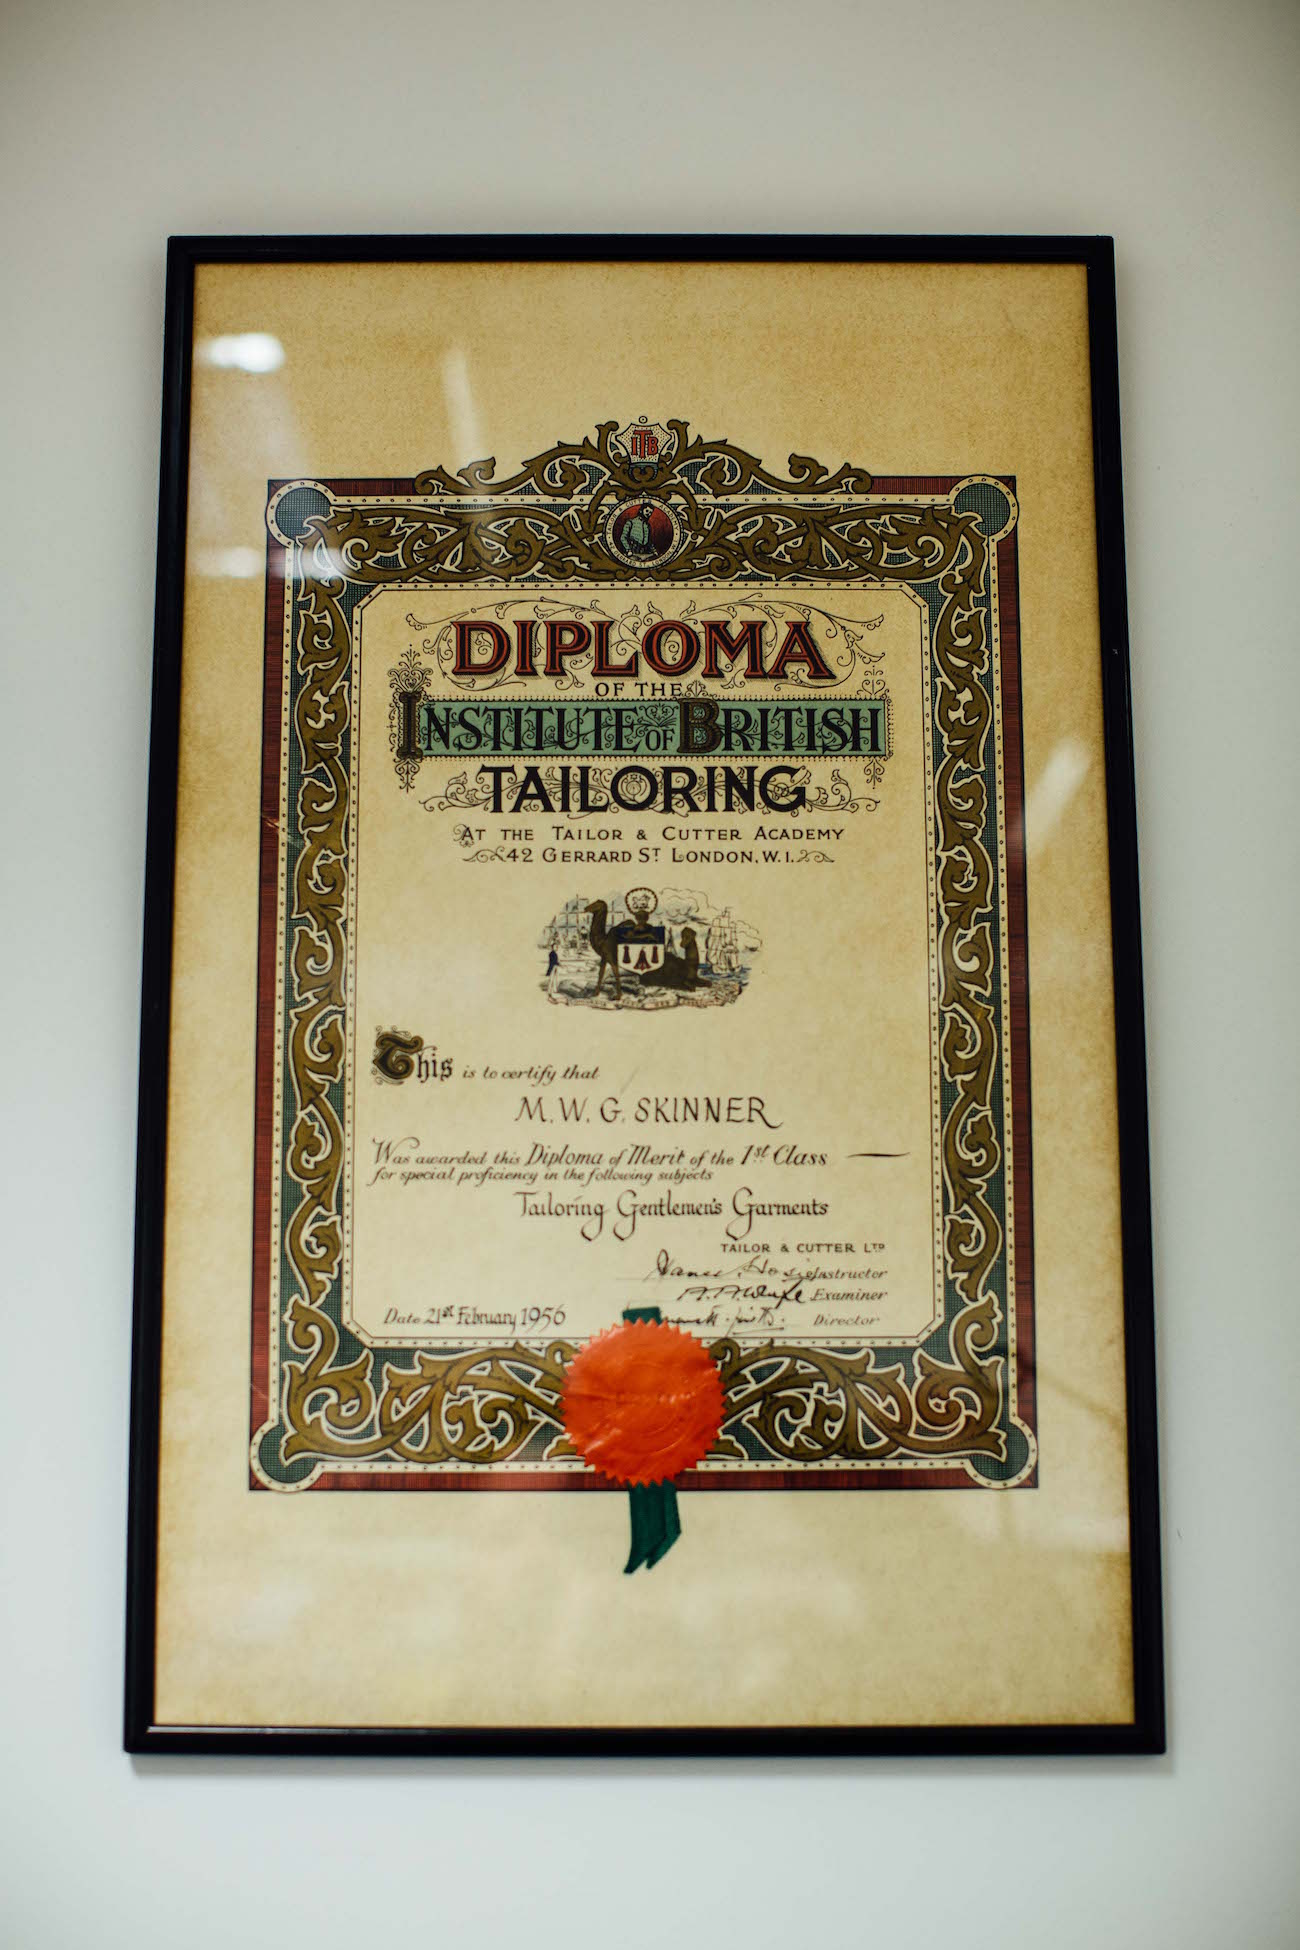 ITB
DIPLOMA
OF THE
INSTITUTE OF BRITISH
TAILORING
AT THE TAILOR & CUTTER ACADEMY
42 GERRARD ST LONDON, W.1.
This is to certify that
M. W. G. SKINNER
Was awarded this Diploma of Merit of the 1st Class
for special proficiency in the following subjects
Tailoring Gentlemen's Garments
TAILOR & CUTTER LTD
Instructor
Examiner
Date 21st February 1956
Director